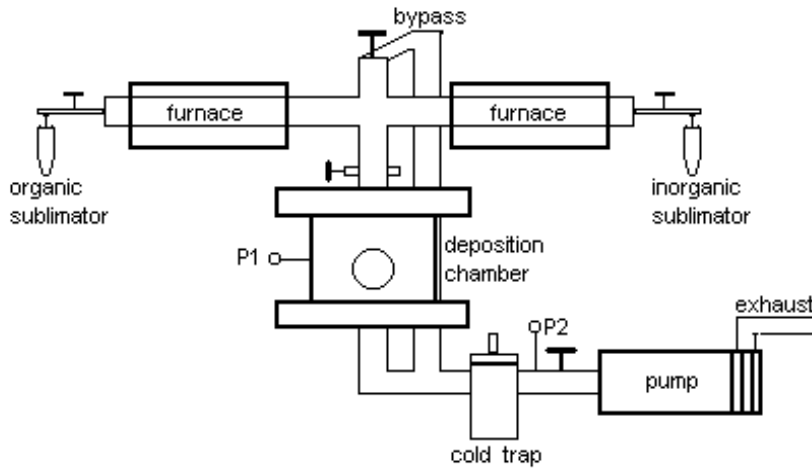 bypass
furnace
furnace
organic
sublimator
inorganic
sublimator
P1
deposition
chamber
exhaust
P2
pump
cold trap